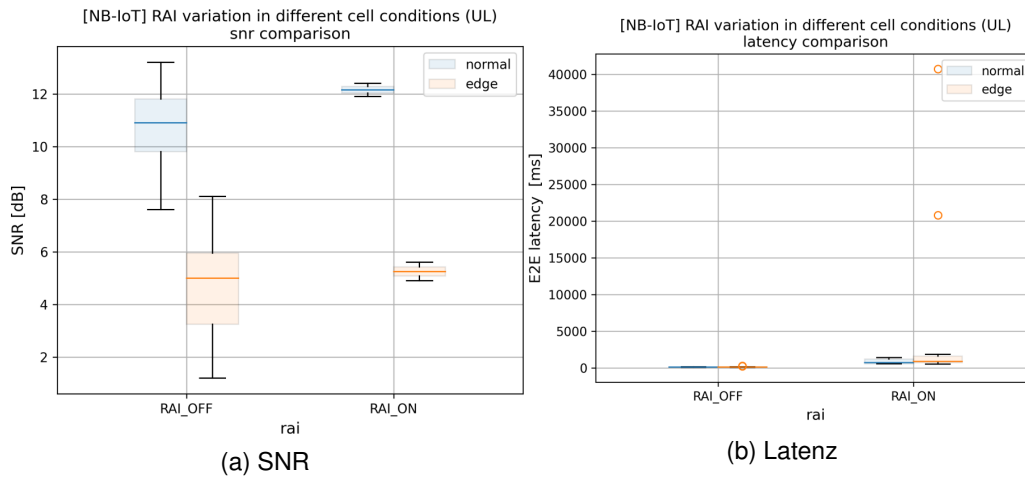 [NB-IoT] RAI variation in different cell conditions (UL)
snr comparison
normal
edge
SNR [dB]
12
10
8
6
4
2
RAI_OFF
RAI_ON
rai
(a) SNR
[NB-IoT] RAI variation in different cell conditions (UL)
latency comparison
normal
edge
E2E latency [ms]
40000
35000
30000
25000
20000
15000
10000
5000
0
RAI_OFF
RAI_ON
rai
(b) Latenz